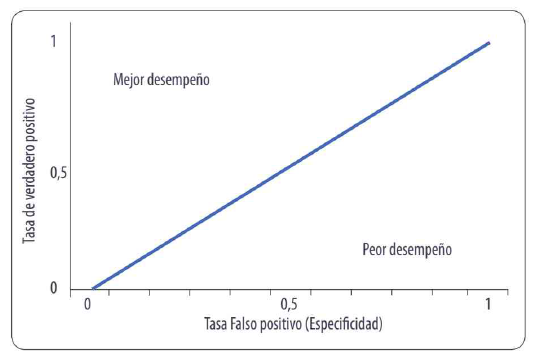 1
Mejor desempeño
Tasa de verdadero positivo
0,5
Peor desempeño
0
0 0,5 1
Tasa Falso positivo (Especificidad)